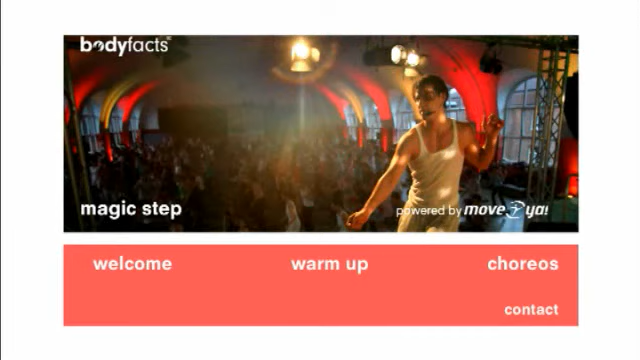 bodyfacts
magic step
powered by move ya!
welcome warm up choreos
contact